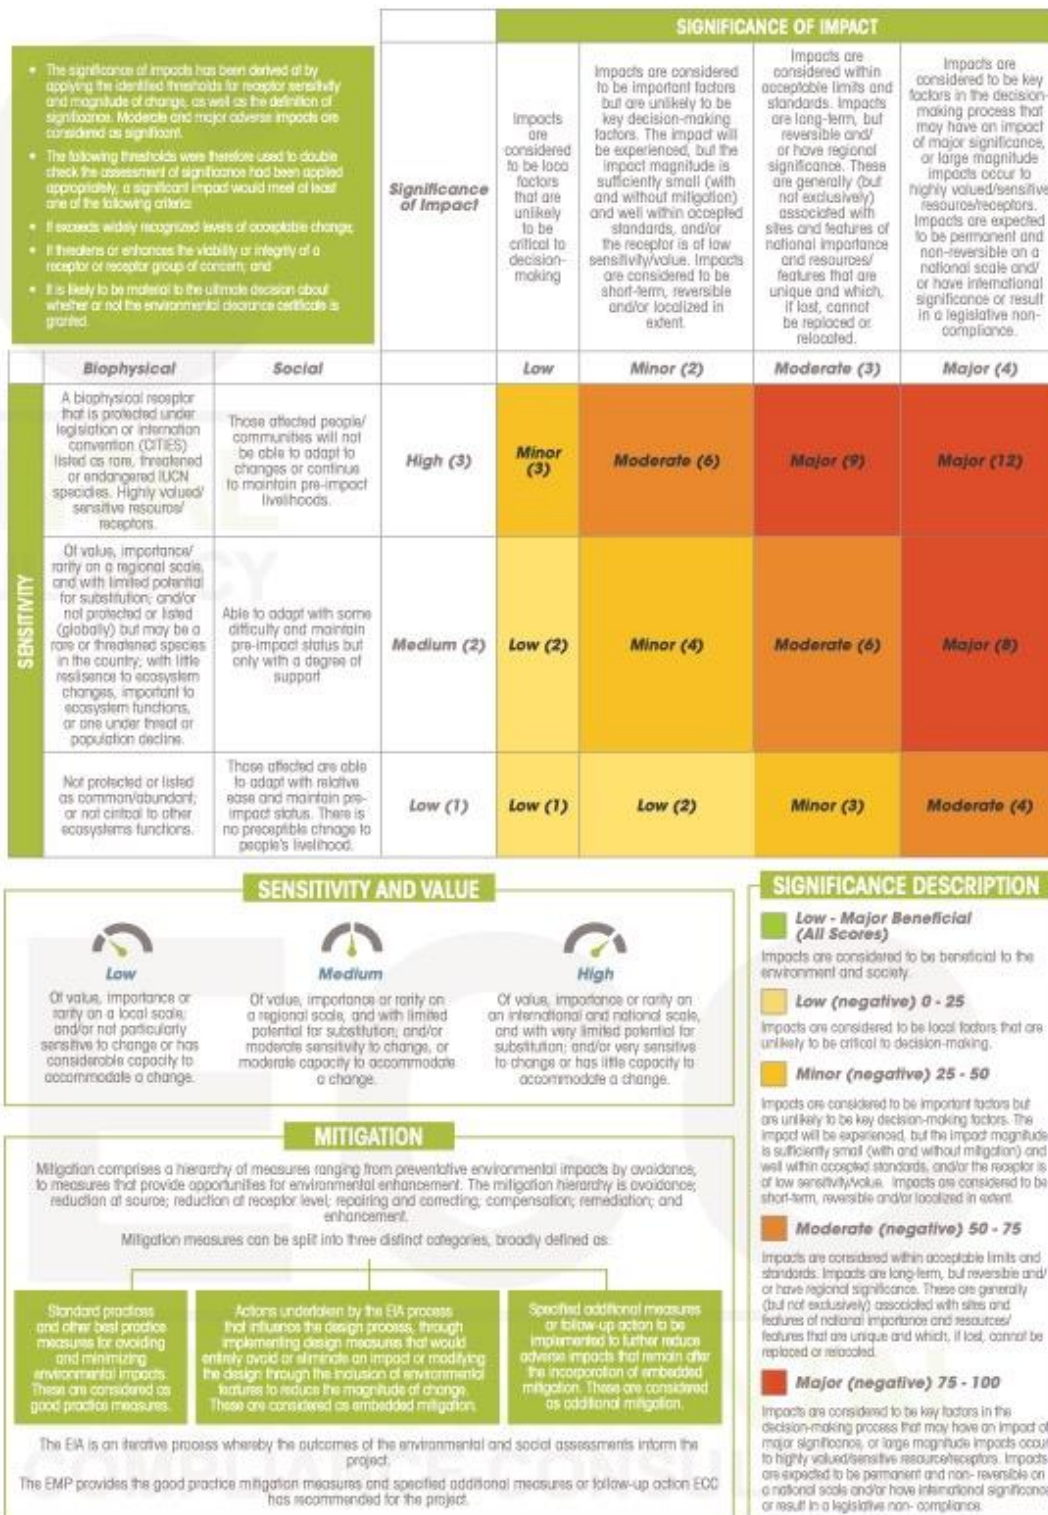 SIGNIFICANCE OF IMPACT
• The significance of impacts has been derived at by
applying the identified thresholds for receptor sensitivity
and magnitude of change, as well as the definition of
significance. Moderate and major adverse impacts are
considered as significant.
• The following thresholds were therefore used to double
check the assessment of significance had been applied
appropriately; a significant impact would meet at least
one of the following criteria:
• It exceeds widely recognized levels of acceptable change;
• It threatens or enhances the viability or integrity of a
receptor or receptor group of concern; and
• It is likely to be material to the ultimate decision about
whether or not the environmental clearance certificate is
granted.
Significance
of Impact
Impacts
are
considered
to be loca
factors
that are
unlikely
to be
critical to
decision-
making
Impacts are considered
to be important factors
but are unlikely to be
key decision-making
factors. The impact will
be experienced, but the
impact magnitude is
sufficiently small (with
and without mitigation)
and well within accepted
standards, and/or
the receptor is of low
sensitivity/value. Impacts
are considered to be
short-term, reversible
and/or localized in
extent.
Impacts are
considered within
acceptable limits and
standards. Impacts
are long-term, but
reversible and/
or have regional
significance. These
are generally (but
not exclusively)
associated with
sites and features of
national importance
and resources/
features that are
unique and which,
if lost, cannot
be replaced or
relocated.
Impacts are
considered to be key
factors in the decision-
making process that
may have an impact
of major significance,
or large magnitude
impacts occur to
highly valued/sensitive
resource/receptors.
Impacts are expected
to be permanent and
non-reversible on a
national scale and/
or have international
significance or result
in a legislative non-
compliance.
Biophysical
Social
Low
Minor (2)
Moderate (3)
Major (4)
SENSITIVITY
A biophysical receptor
that is protected under
legislation or internation
convention (CITIES)
listed as rare, threatened
or endangered IUCN
specidies. Highly valued/
sensitive resouros/
receptors.
Those affected people/
communities will not
be able to adapt to
changes or continue
to maintain pre-impact
livelihoods.
High (3)
Minor
(3)
Moderate (6)
Major (9)
Major (12)
Of value, importance/
rarity on a regional scale,
and with limited potential
for substitution; and/or
not protected or listed
(globally) but may be a
rare or threatened species
in the country; with little
reslisence to ecosystem
changes, important to
ecosystem functions,
or one under threat or
population decline.
Able to adapt with some
difficulty and maintain
pre-impact status but
only with a degree of
support
Medium (2)
Low (2)
Minor (4)
Moderate (6)
Major (8)
Not protected or listed
as common/abundant;
or not critical to other
ecosystems functions.
Those affected are able
to adapt with relative
ease and maintain pre-
impact status. There is
no preceptible chnage to
people's livelihood.
Low (1)
Low (1)
Low (2)
Minor (3)
Moderate (4)
SENSITIVITY AND VALUE
Low
Of value, importance or
rarity on a local scale;
and/or not particularly
sensitive to change or has
considerable capacity to
accommodate a change.
Medium
Of value, importance or rarity on
a regional scale, and with limited
potential for substitution; and/or
moderate sensitivity to change, or
moderate capacity to accommodate
a change.
High
Of value, importance or rarity on
an international and national scale,
and with very limited potential for
substitution; and/or very sensitive
to change or has little capacity to
accommodate a change.
MITIGATION
Mitigation comprises a hierarchy of measures ranging from preventative environmental impacts by avoidance,
to measures that provide opportunities for environmental enhancement. The mitigation hierarchy is avoidance;
reduction at source; reduction at receptor level; repairing and correcting; compensation; remediation; and
enhancement.
Mitigation measures can be split into three distinct categories, broadly defined as:
Standard practises
and other best practice
measures for avoiding
and minimizing
environmental impacts.
These are considered as
good practice measures.
Actions undertaken by the EIA process
that influence the design process, through
implementing design measures that would
entirely avoid or eliminate an impact or modifying
the design through the inclusion of environmental
features to reduce the magnitude of change.
These are considered as embedded mitigation.
Specified additional measures
or follow-up action to be
implemented to further reduce
adverse impacts that remain after
the incorporation of embedded
mitigation. These are considered
as additional mitigation.
The EIA is an iterative process whereby the outcomes of the environmental and social assessments inform the
project.
The EMP provides the good practice mitigation measures and specified additional measures or follow-up action ECC
has recommended for the project.
SIGNIFICANCE DESCRIPTION
Low - Major Beneficial
(All Scores)
Impacts are considered to be beneficial to the
environment and society.
Low (negative) 0 - 25
Impacts are considered to be local factors that are
unlikely to be critical to decision-making.
Minor (negative) 25 - 50
Impacts are considered to be important factors but
are unlikely to be key decision-making factors. The
impact will be experienced, but the impact magnitude
is sufficiently small (with and without mitigation) and
well within accepted standards, and/or the receptor is
of low sensitivity/value. Impacts are considered to be
short-term, reversible and/or localized in extent.
Moderate (negative) 50 - 75
Impacts are considered within acceptable limits and
standards. Impacts are long-term, but reversible and/
or have regional significance. These are generally
(but not exclusively) associated with sites and
features of national importance and resources/
features that are unique and which, if lost, cannot be
replaced or relocated.
Major (negative) 75 - 100
Impacts are considered to be key factors in the
decision-making process that may have an impact of
major significance, or large magnitude impacts occur
to highly valued/sensitive resource/receptors. Impacts
are expected to be permanent and non- reversible on
a national scale and/or have international significance
or result in a legislative non- compliance.